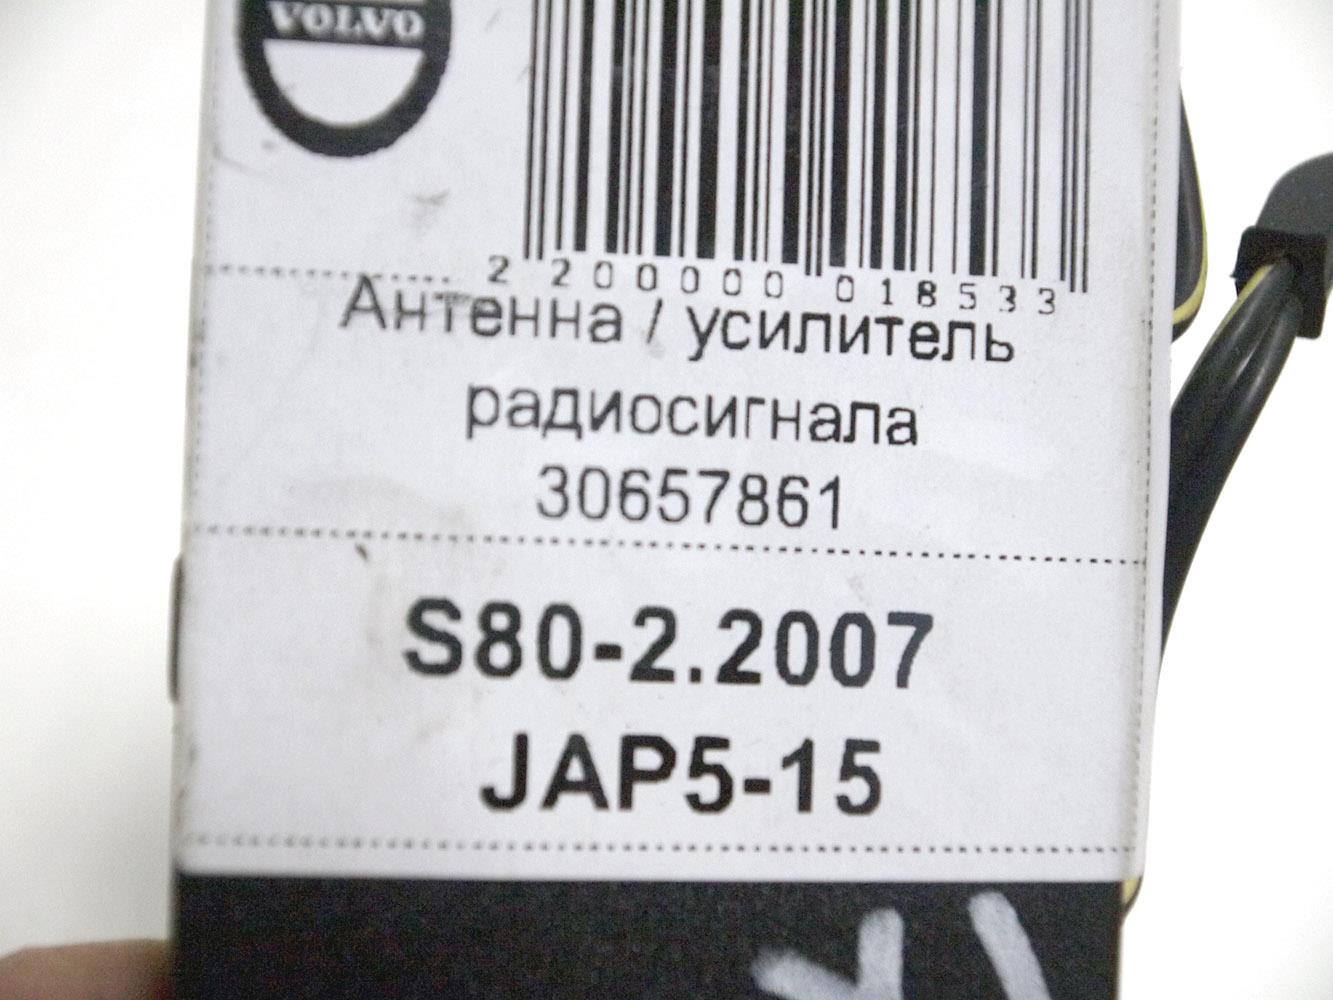 VOLVO
2 200000 018533
Антенна / усилитель
радиосигнала
30657861
S80-2.2007
JAP5-15